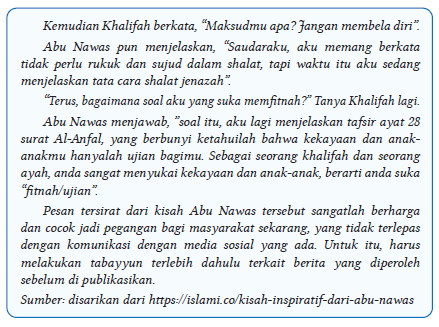 Kemudian Khalifah berkata, “Maksudmu apa? Jangan membela diri”.
Abu Nawas pun menjelaskan, “Saudaraku, aku memang berkata
tidak perlu rukuk dan sujud dalam shalat, tapi waktu itu aku sedang
menjelaskan tata cara shalat jenazah”.
“Terus, bagaimana soal aku yang suka memfitnah?” Tanya Khalifah lagi.
Abu Nawas menjawab, ”soal itu, aku lagi menjelaskan tafsir ayat 28
surat Al-Anfal, yang berbunyi ketahuilah bahwa kekayaan dan anak-
anakmu hanyalah ujian bagimu. Sebagai seorang khalifah dan seorang
ayah, anda sangat menyukai kekayaan dan anak-anak, berarti anda suka
“fitnah/ujian”.
Pesan tersirat dari kisah Abu Nawas tersebut sangatlah berharga
dan cocok jadi pegangan bagi masyarakat sekarang, yang tidak terlepas
dengan komunikasi dengan media sosial yang ada. Untuk itu, harus
melakukan tabayyun terlebih dahulu terkait berita yang diperoleh
sebelum di publikasikan.
Sumber: disarikan dari https://islami.co/kisah-inspiratif-dari-abu-nawas